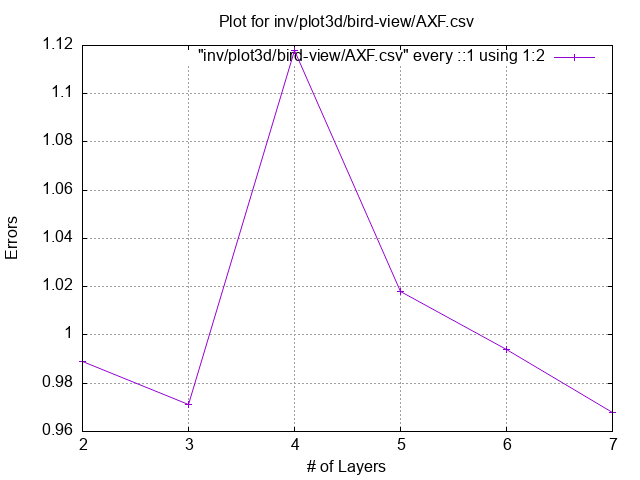 Plot for inv/plot3d/bird-view/AXF.csv
"inv/plot3d/bird-view/AXF.csv" every ::1 using 1:2
1.12
1.1
1.08
1.06
1.04
1.02
1
0.98
0.96
Errors
2 3 4 5 6 7
# of Layers